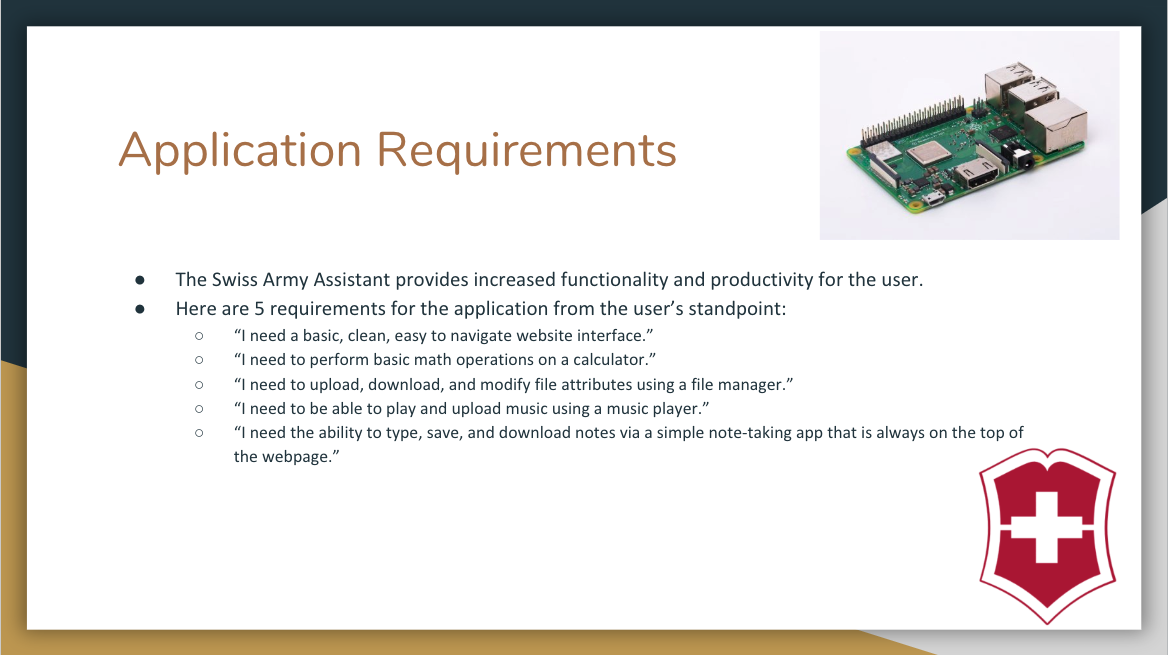 Application Requirements
● The Swiss Army Assistant provides increased functionality and productivity for the user.
● Here are 5 requirements for the application from the user’s standpoint:
○ “I need a basic, clean, easy to navigate website interface.”
○ “I need to perform basic math operations on a calculator.”
○ “I need to upload, download, and modify file attributes using a file manager.”
○ “I need to be able to play and upload music using a music player.”
○ “I need the ability to type, save, and download notes via a simple note-taking app that is always on the top of
the webpage.”